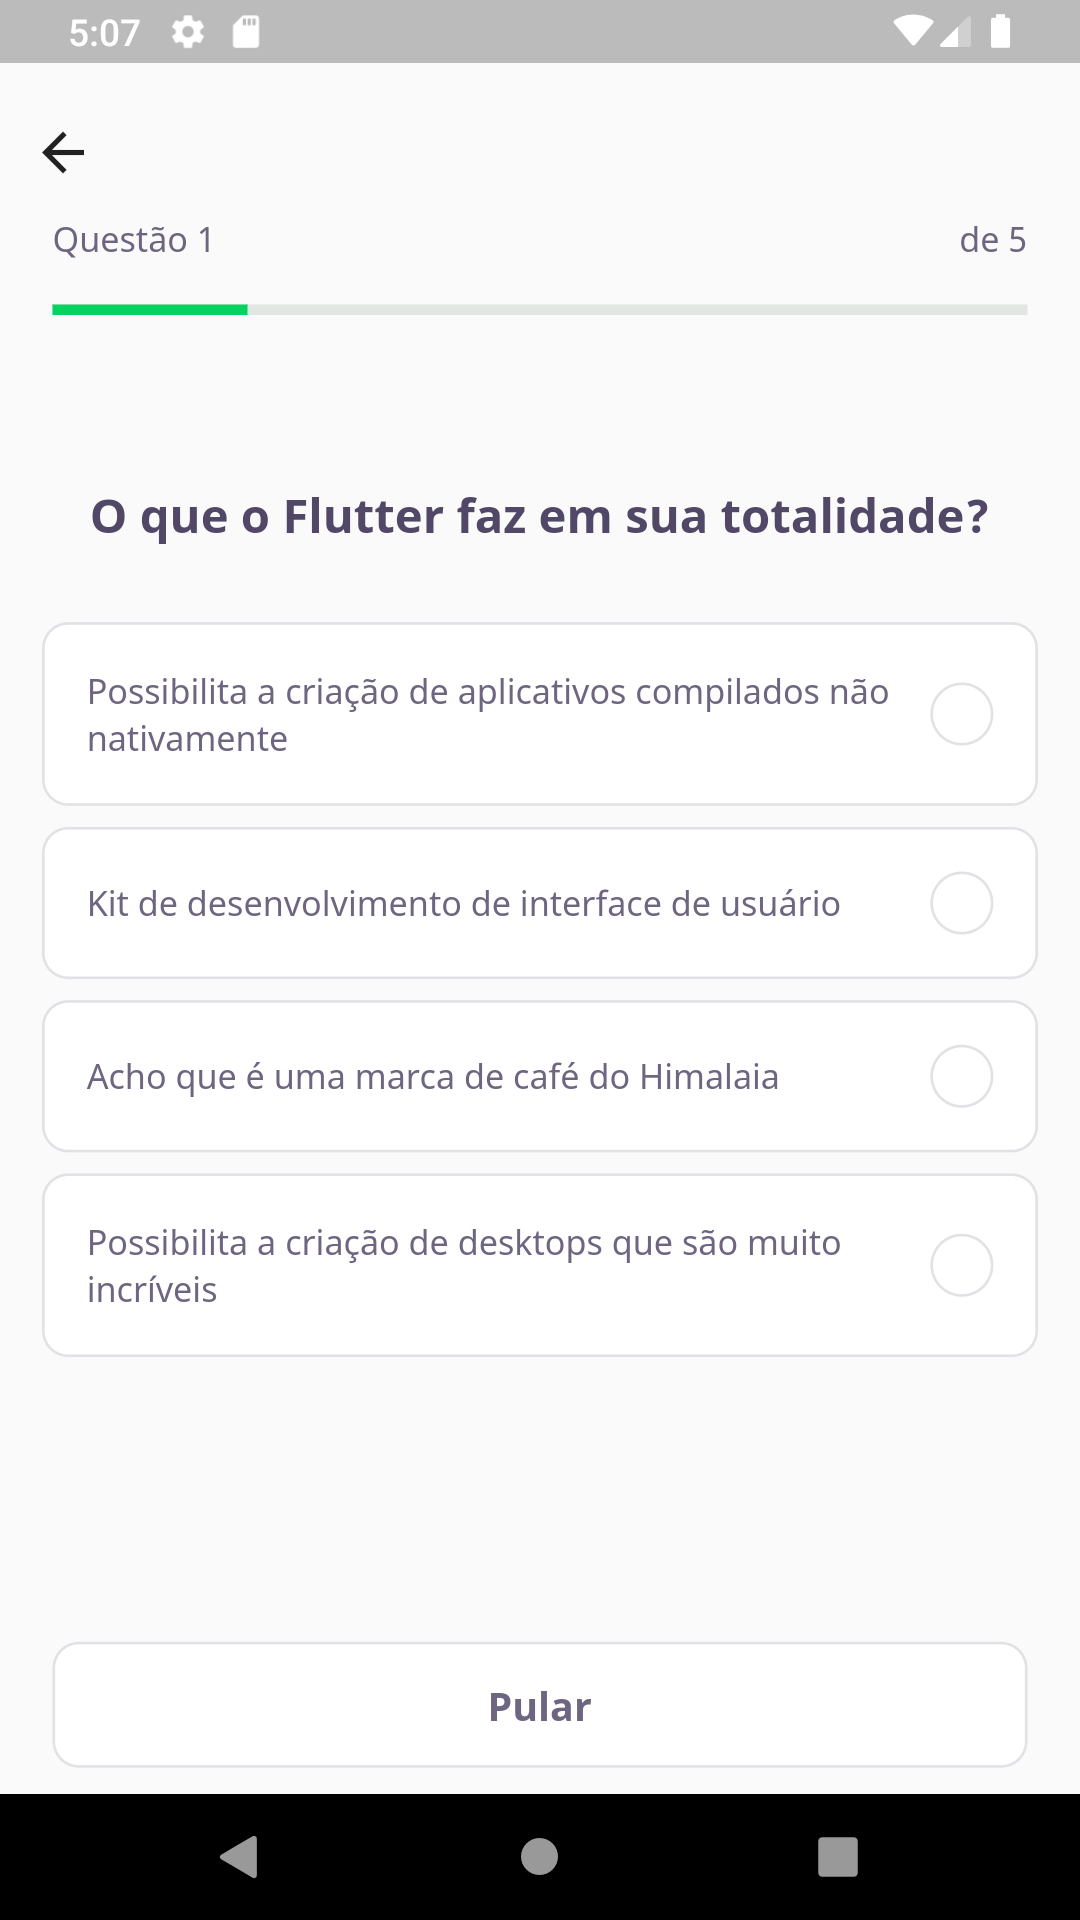 5:07
Questão 1
de 5
O que o Flutter faz em sua totalidade?
Possibilita a criação de aplicativos compilados não
nativamente
Kit de desenvolvimento de interface de usuário
Acho que é uma marca de café do Himalaia
Possibilita a criação de desktops que são muito
incríveis
Pular